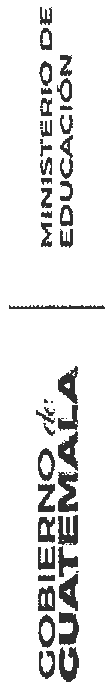 GOBIERNO de
GUATEMALA
MINISTERIO DE
EDUCACIÓN